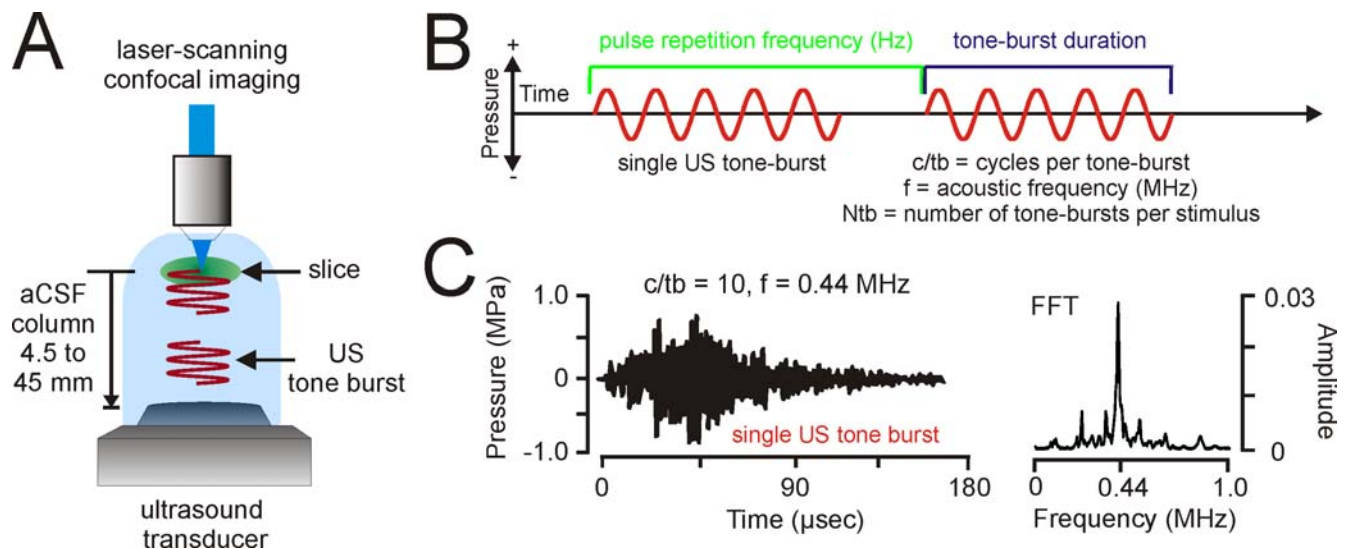 A
laser-scanning
confocal imaging
slice
aCSF
column
4.5 to
45 mm
US
tone burst
ultrasound
transducer
B
pulse repetition frequency (Hz)
tone-burst duration
+
Pressure
-
Time
single US tone-burst
c/tb = cycles per tone-burst
f = acoustic frequency (MHz)
Ntb = number of tone-bursts per stimulus
C
c/tb = 10, f = 0.44 MHz
Pressure (MPa)
1.0
0
-1.0
single US tone burst
0
90
180
Time (µsec)
FFT
0.03
0
Amplitude
0
0.44
1.0
Frequency (MHz)